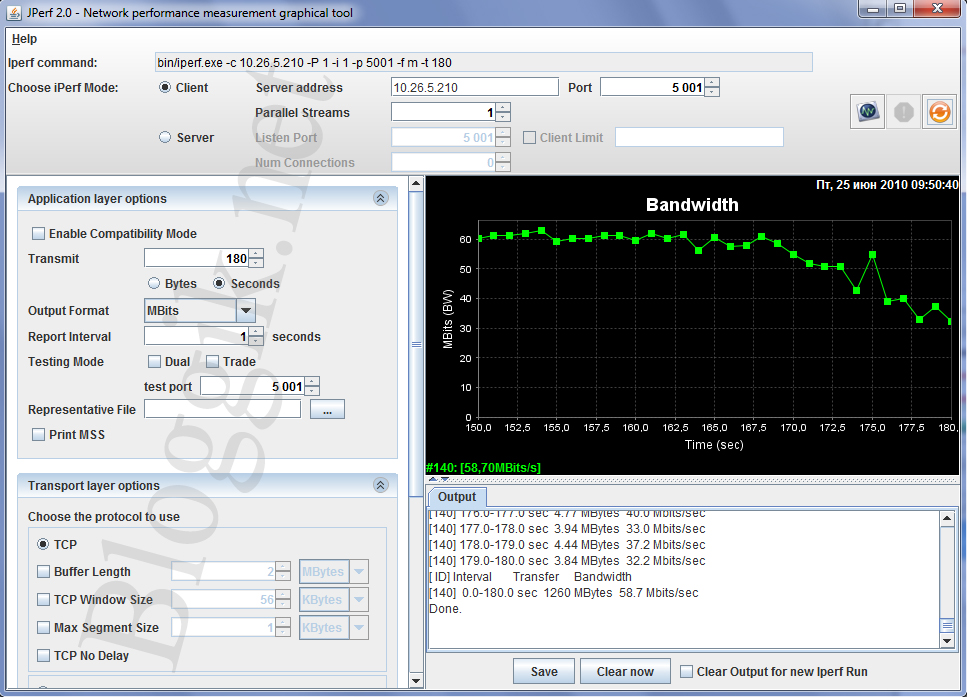 JPerf 2.0 - Network performance measurement graphical tool
Help
Iperf command:
bin/iperf.exe -c 10.26.5.210 -P 1 -i 1 -p 5001 -f m -t 180
Choose iPerf Mode:
Client
Server address
10.26.5.210
Port
5 001
Parallel Streams
1
Server
Listen Port
5 001
Client Limit
Num Connections
0
Application layer options
Enable Compatibility Mode
Transmit
180
Bytes
Seconds
Output Format
MBits
Report Interval
1
seconds
Testing Mode
Dual
Trade
test port
5 001
Representative File
...
Print MSS
Transport layer options
Choose the protocol to use
TCP
Buffer Length
2
MBytes
TCP Window Size
56
KBytes
Max Segment Size
1
KBytes
TCP No Delay
Пт, 25 июн 2010 09:50:40
Bandwidth
MBits (BW)
60
50
40
30
20
10
0
150,0 152,5 155,0 157,5 160,0 162,5 165,0 167,5 170,0 172,5 175,0 177,5 180,
Time (sec)
#140: [58,70MBits/s]
Output
[140] 176.0-177.0 sec 4.77 MBytes 40.0 Mbits/sec
[140] 177.0-178.0 sec 3.94 MBytes 33.0 Mbits/sec
[140] 178.0-179.0 sec 4.44 MBytes 37.2 Mbits/sec
[140] 179.0-180.0 sec 3.84 MBytes 32.2 Mbits/sec
[ ID] Interval Transfer Bandwidth
[140] 0.0-180.0 sec 1260 MBytes 58.7 Mbits/sec
Done.
Save
Clear now
Clear Output for new Iperf Run
Bloggik.net